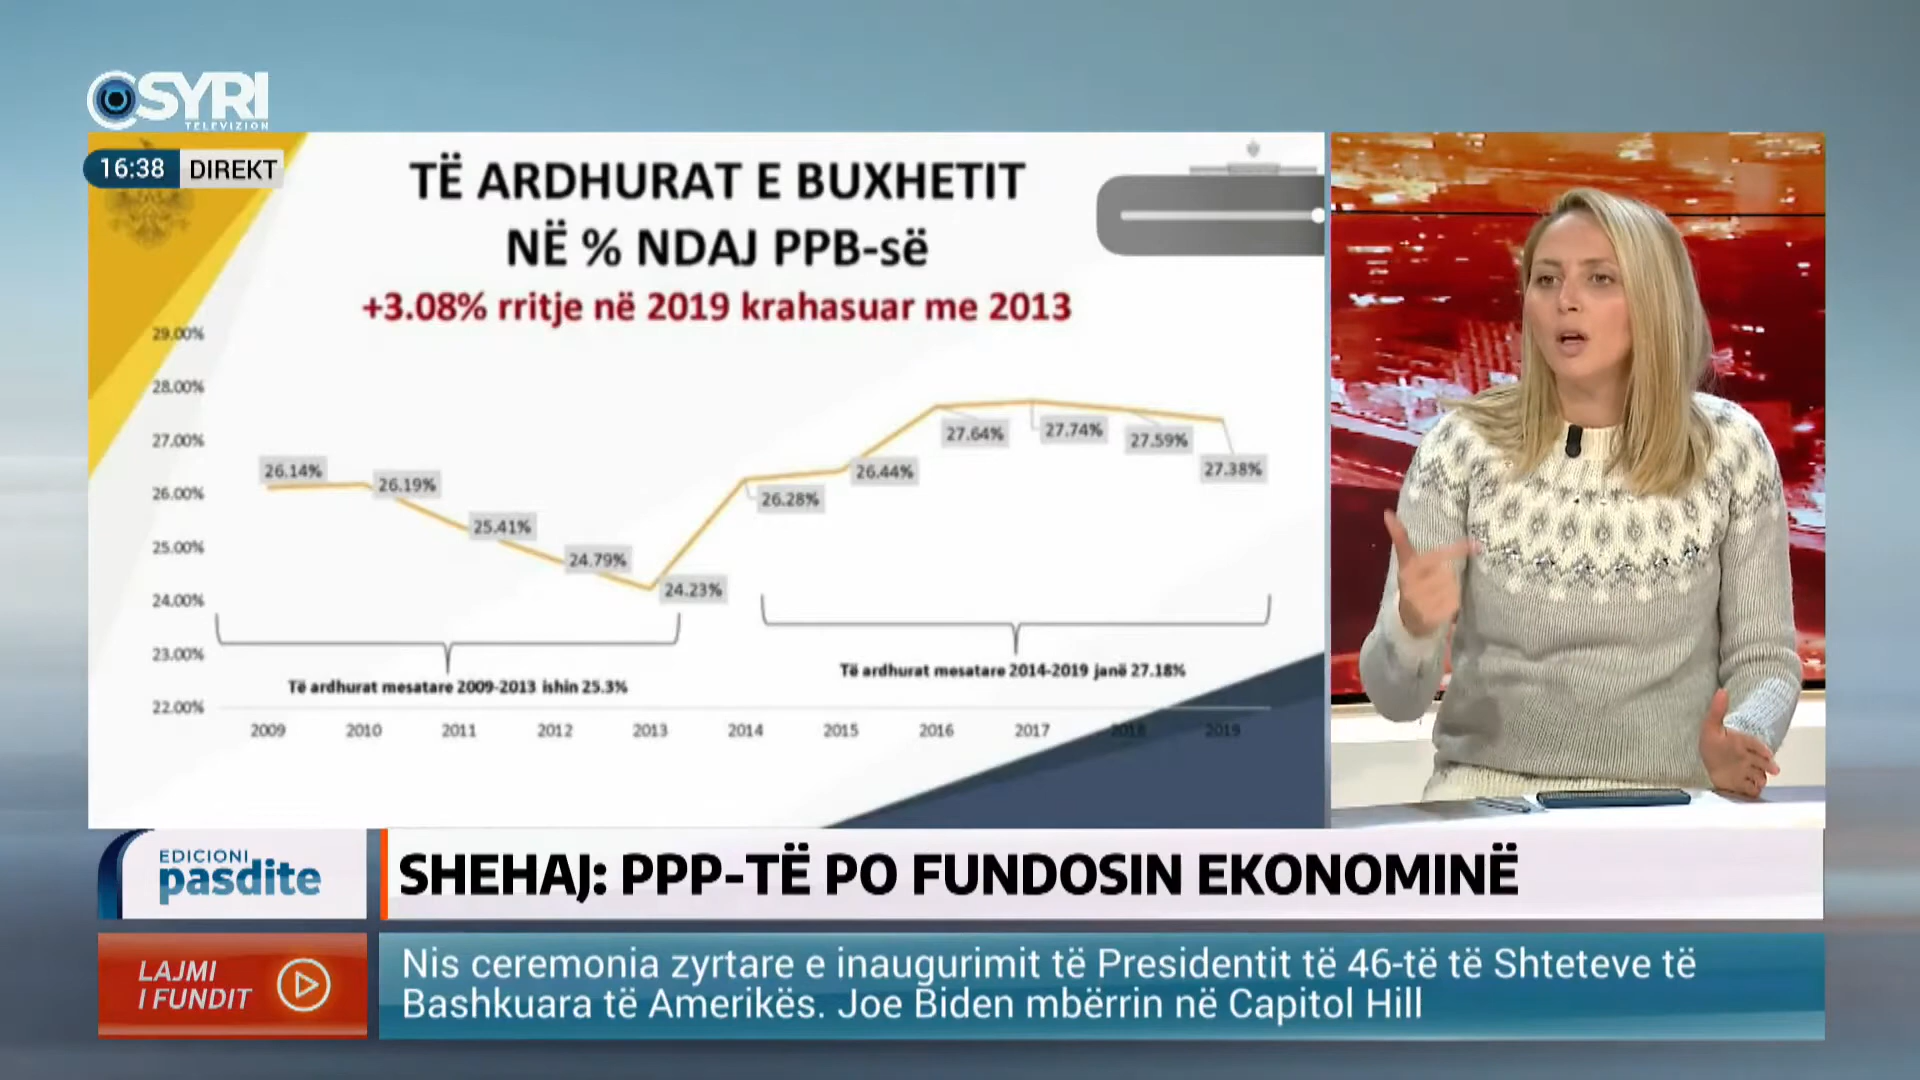 SYRI
TELEVIZION
16:38 DIREKT
TË ARDHURAT E BUXHETIT
NË % NDAJ PPB-së
+3.08% rritje në 2019 krahasuar me 2013
29.00%
28.00%
27.00%
26.00%
25.00%
24.00%
23.00%
22.00%
26.14%
26.19%
25.41%
24.79%
24.23%
26.28%
26.44%
27.64%
27.74%
27.59%
27.38%
Të ardhurat mesatare 2009-2013 ishin 25.3%
Të ardhurat mesatare 2014-2019 janë 27.18%
2009 2010 2011 2012 2013 2014 2015 2016 2017 2018 2019
EDICIONI
pasdite
SHEHAJ: PPP-TË PO FUNDOSIN EKONOMINË
LAJMI
I FUNDIT
Nis ceremonia zyrtare e inaugurimit të Presidentit të 46-të të Shteteve të
Bashkuara të Amerikës. Joe Biden mbërrin në Capitol Hill